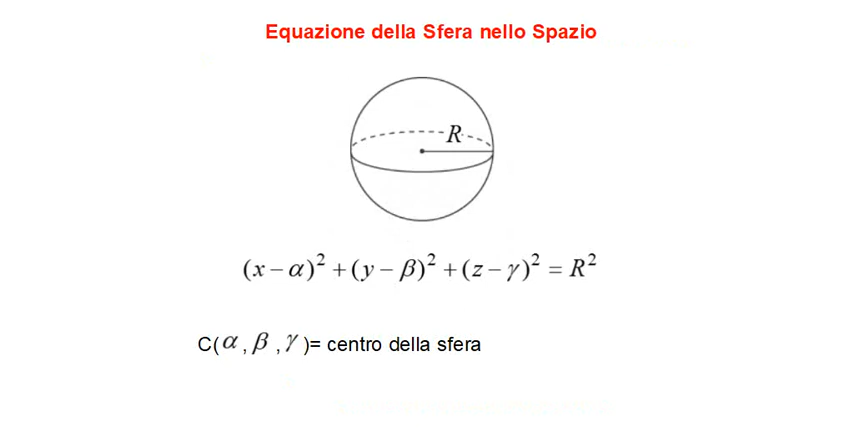 Equazione della Sfera nello Spazio
R
(x − α)² + (y − β)² + (z − γ)² = R²
C(α, β, γ)= centro della sfera